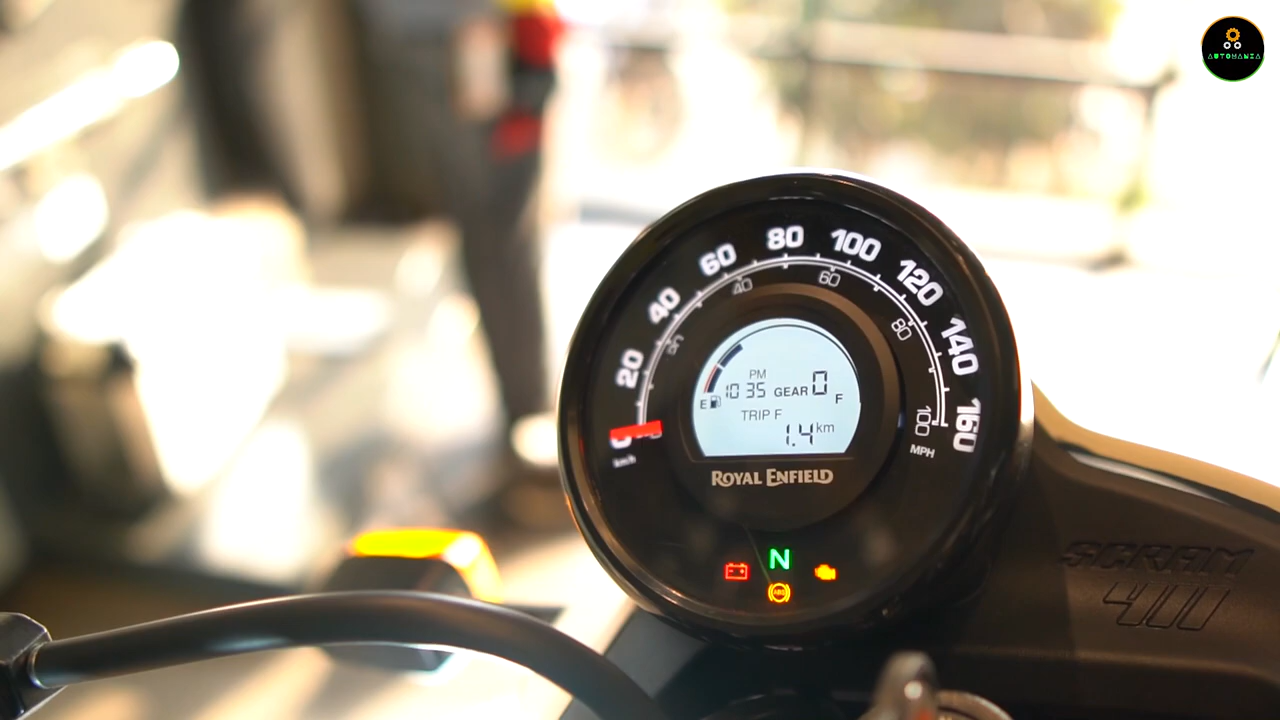 AUTOMANIA
20
40
60
80
100
120
140
160
20
40
60
80
100
km/h
MPH
PM
10 35 GEAR 0
E F
TRIP F
1.4 km
ROYAL ENFIELD
N
ABS
SCRAM
411